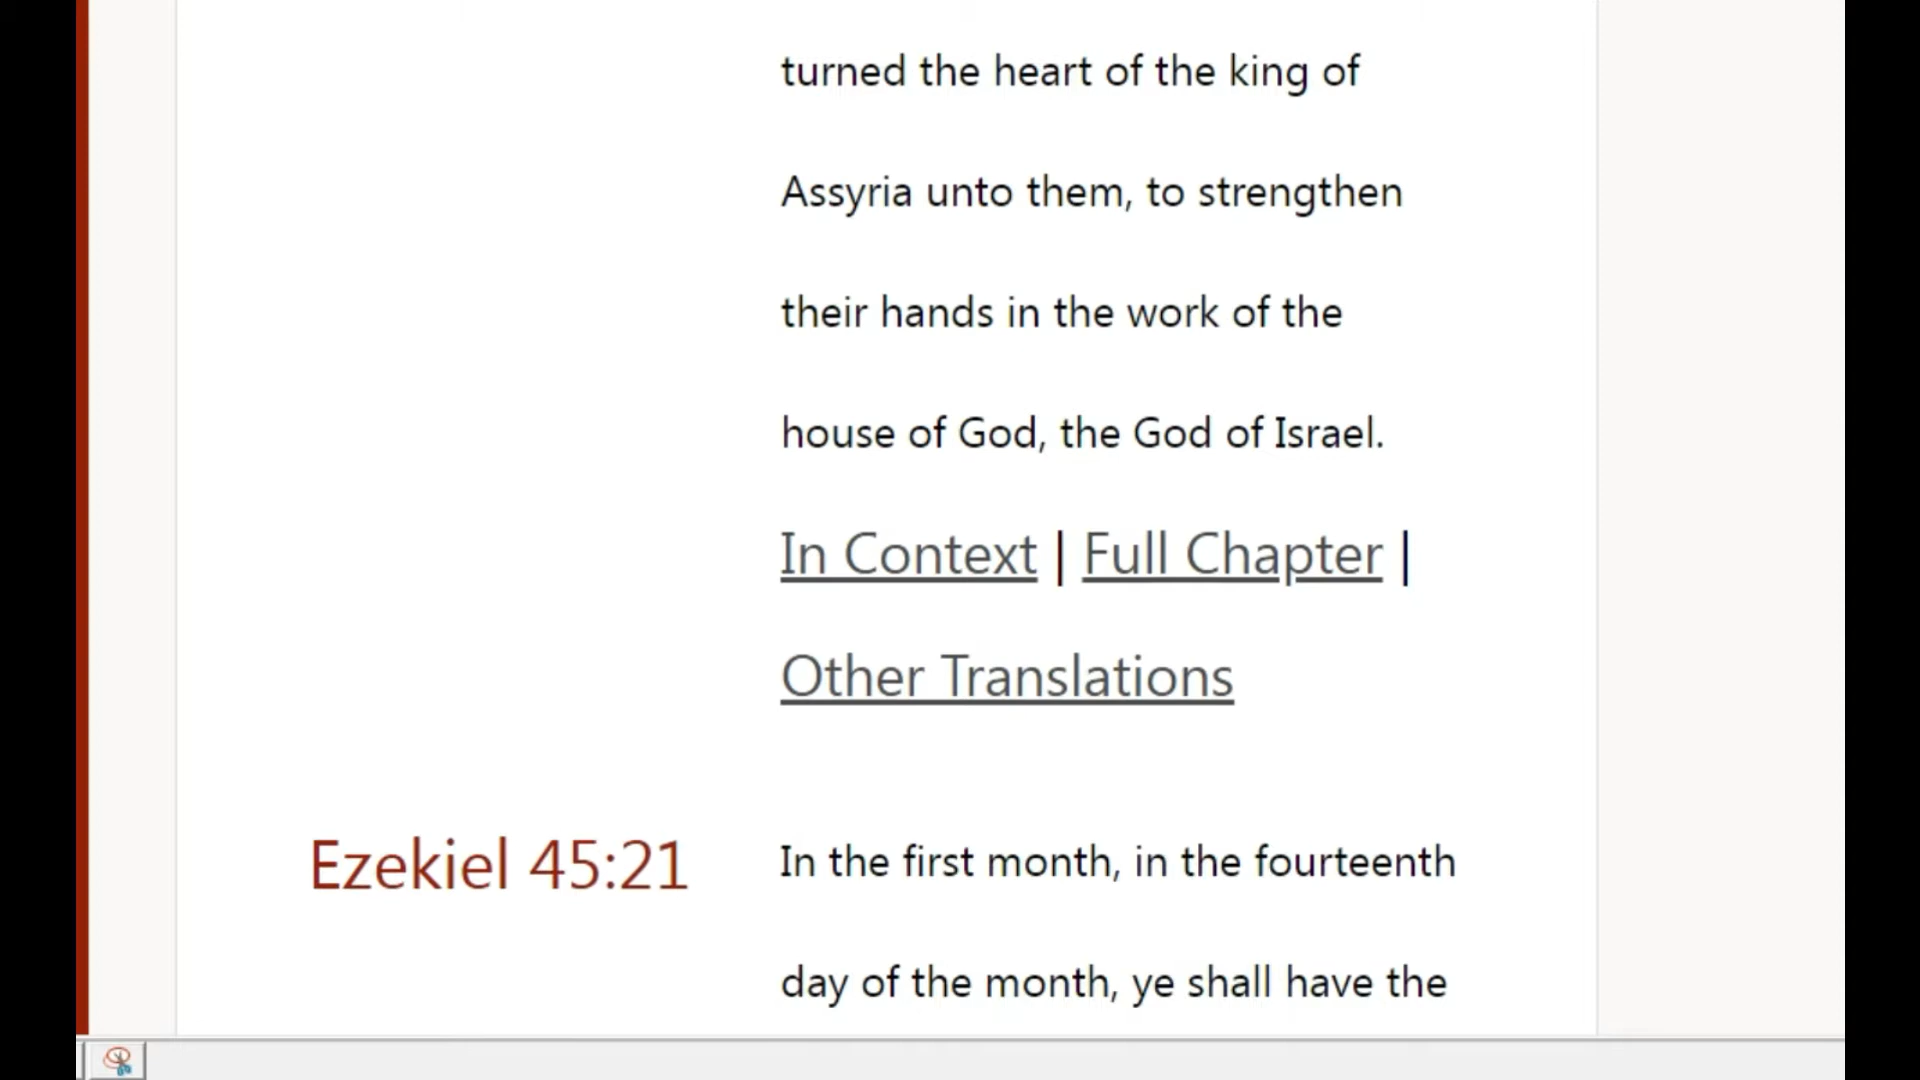 turned the heart of the king of
Assyria unto them, to strengthen
their hands in the work of the
house of God, the God of Israel.
In Context | Full Chapter |
Other Translations
Ezekiel 45:21 In the first month, in the fourteenth
day of the month, ye shall have the